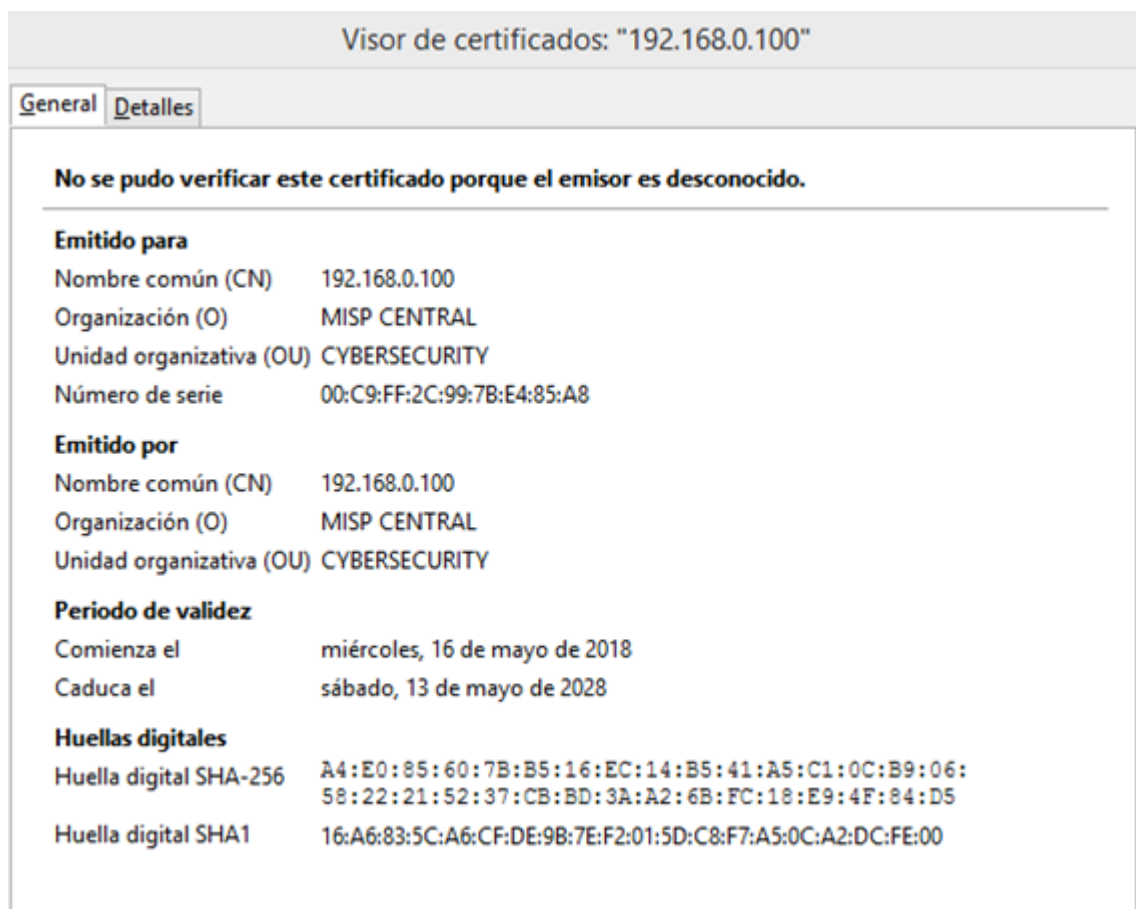 Visor de certificados: "192.168.0.100"
General Detalles
No se pudo verificar este certificado porque el emisor es desconocido.
Emitido para
Nombre común (CN) 192.168.0.100
Organización (O) MISP CENTRAL
Unidad organizativa (OU) CYBERSECURITY
Número de serie 00:C9:FF:2C:99:7B:E4:85:A8
Emitido por
Nombre común (CN) 192.168.0.100
Organización (O) MISP CENTRAL
Unidad organizativa (OU) CYBERSECURITY
Periodo de validez
Comienza el miércoles, 16 de mayo de 2018
Caduca el sábado, 13 de mayo de 2028
Huellas digitales
Huella digital SHA-256 A4:E0:85:60:7B:B5:16:EC:14:B5:41:A5:C1:0C:B9:06:
58:22:21:52:37:CB:BD:3A:A2:6B:FC:18:E9:4F:84:D5
Huella digital SHA1 16:A6:83:5C:A6:CF:DE:9B:7E:F2:01:5D:C8:F7:A5:0C:A2:DC:FE:00